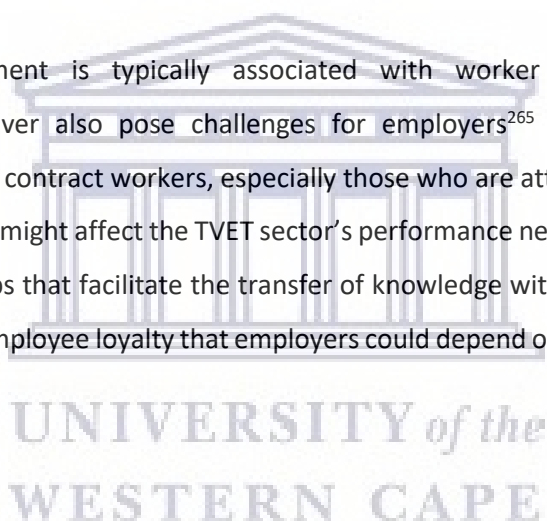 ment is typically associated with worker
ver also pose challenges for employers265
contract workers, especially those who are att
might affect the TVET sector's performance ne
os that facilitate the transfer of knowledge wit
mployee loyalty that employers could depend o
UNIVERSITY of the
WESTERN CAPE